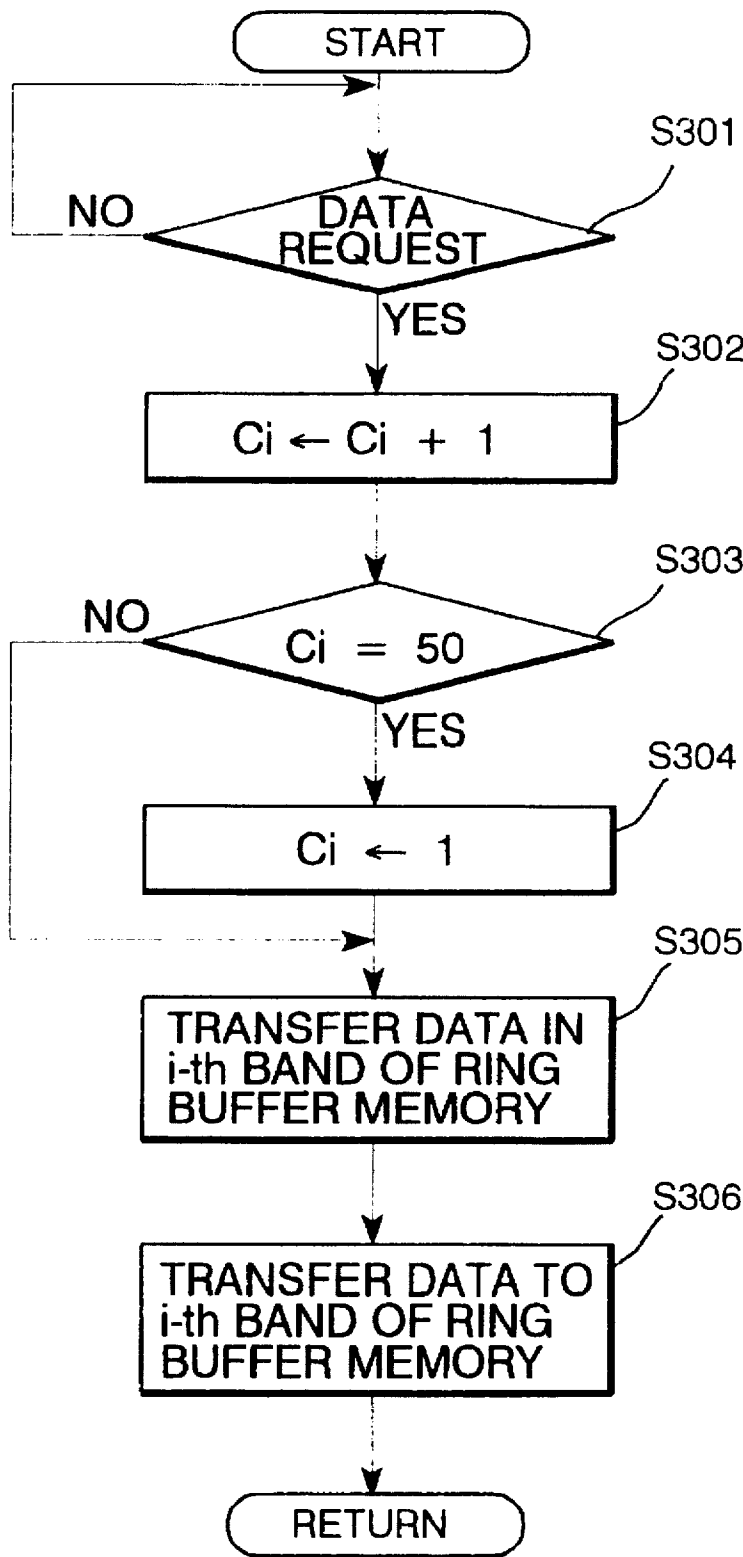 START
S301
NO
DATA
REQUEST
YES
S302
Ci ← Ci + 1
S303
NO
Ci = 50
YES
S304
Ci ← 1
S305
TRANSFER DATA IN
i-th BAND OF RING
BUFFER MEMORY
S306
TRANSFER DATA TO
i-th BAND OF RING
BUFFER MEMORY
RETURN